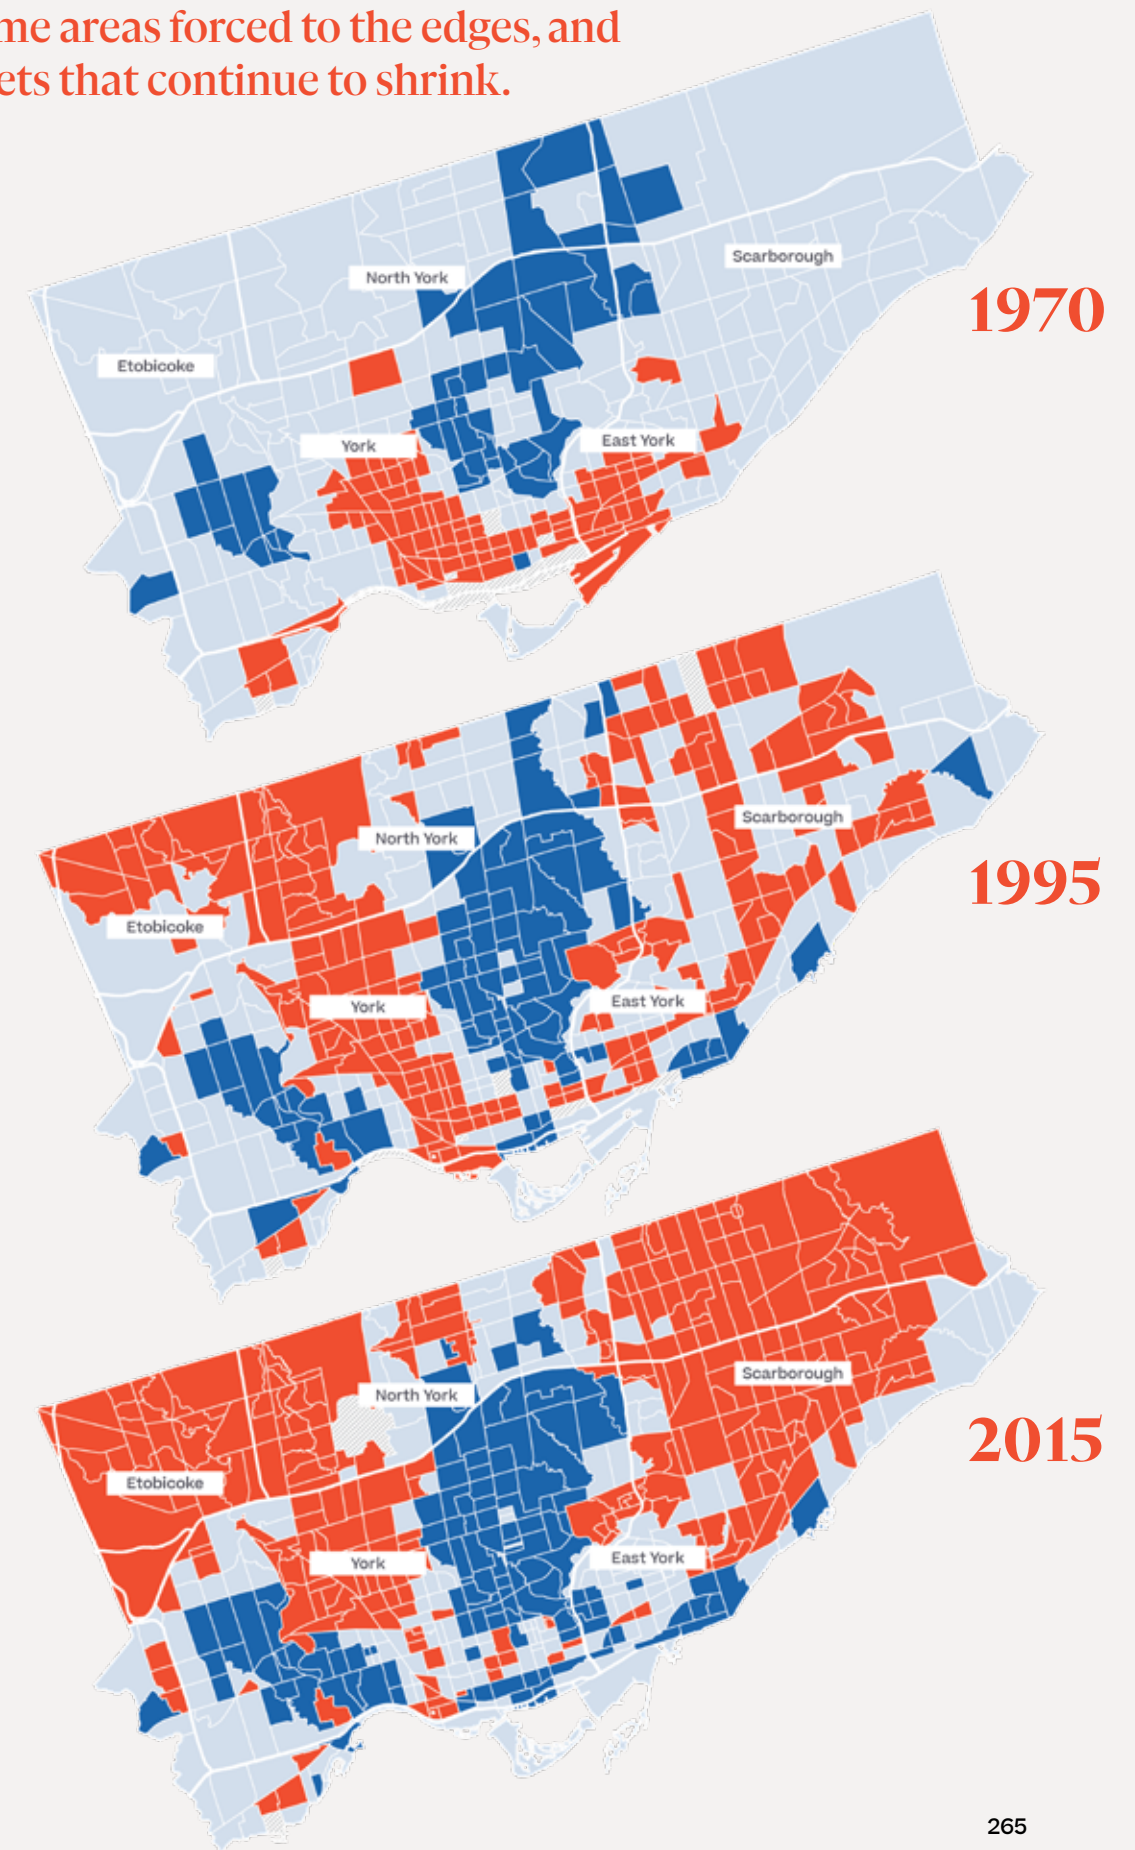 me areas forced to the edges, and
ets that continue to shrink.
North York
Scarborough
1970
Etobicoke
York
East York
North York
Scarborough
1995
Etobicoke
York
East York
North York
Scarborough
2015
Etobicoke
York
East York
265